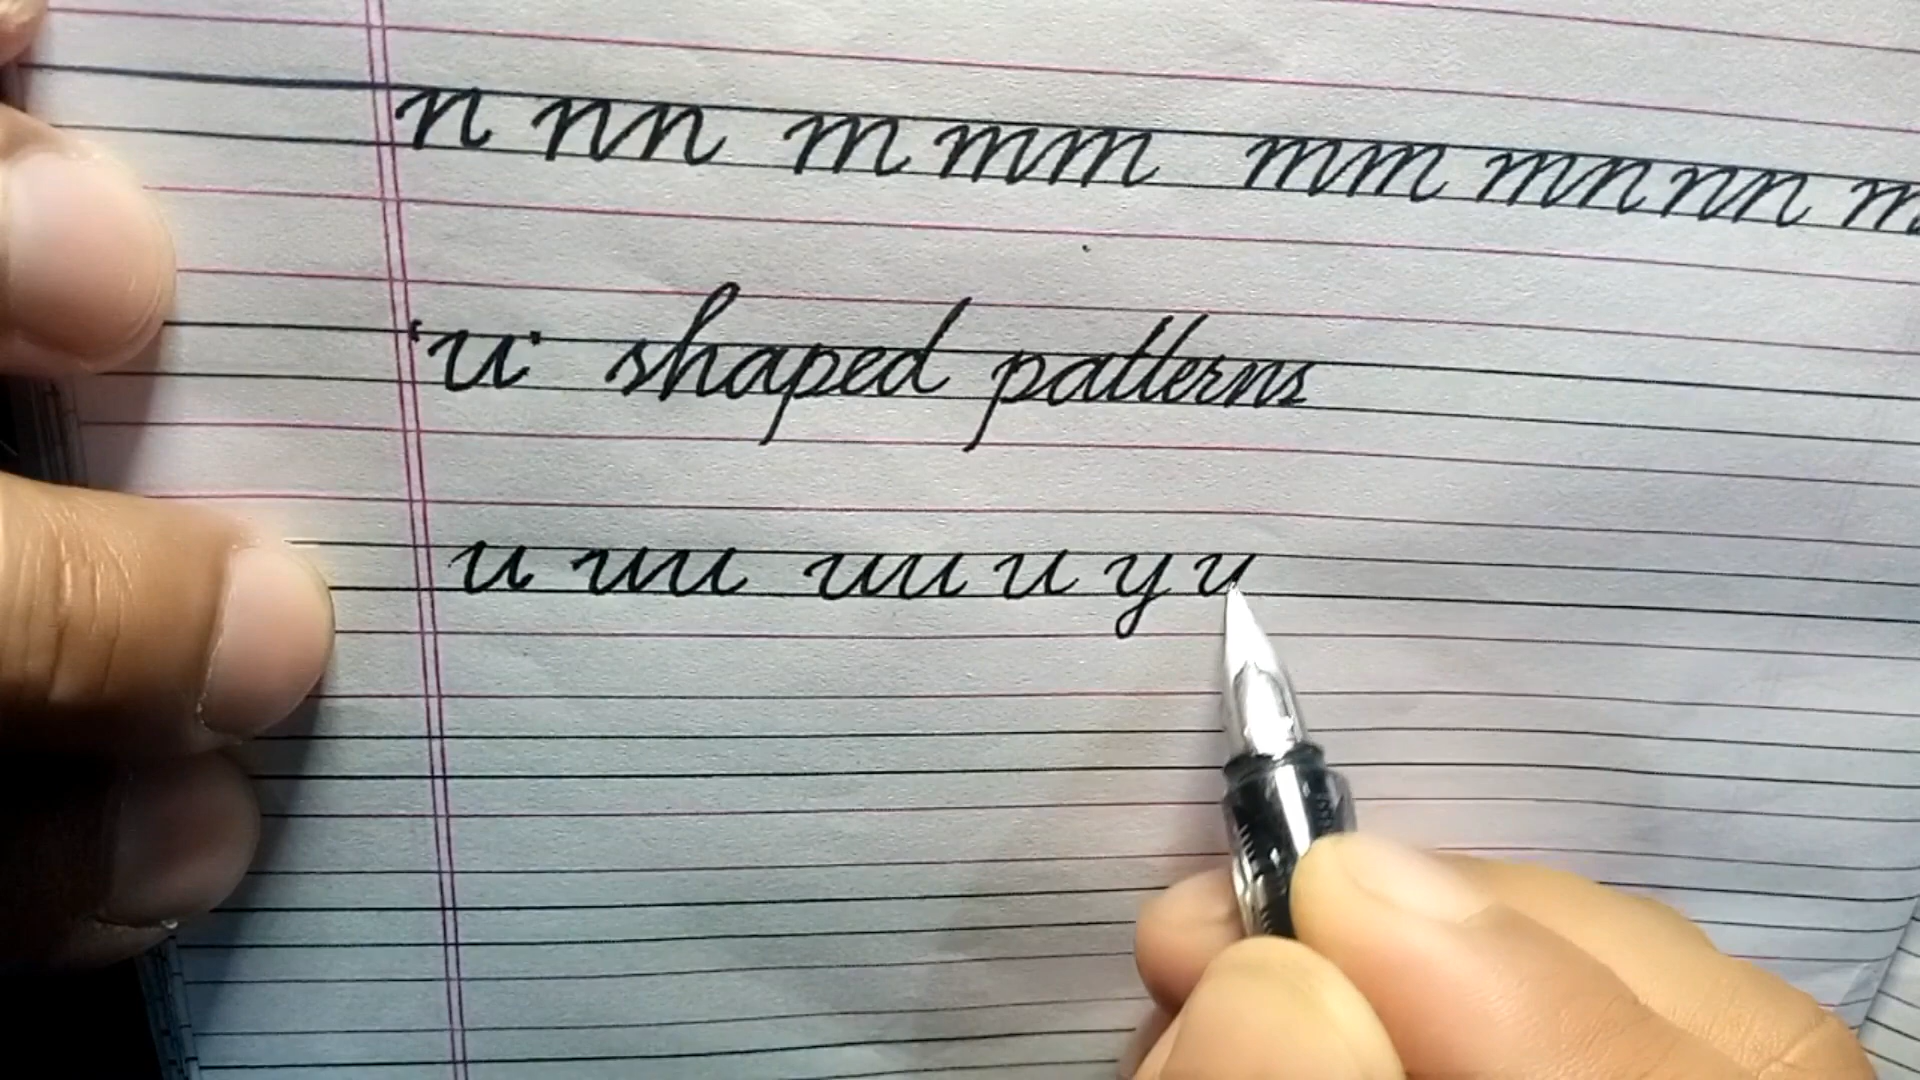 n nn m mm mm mnnn m
'u' shaped patterns
u uu uu u y u